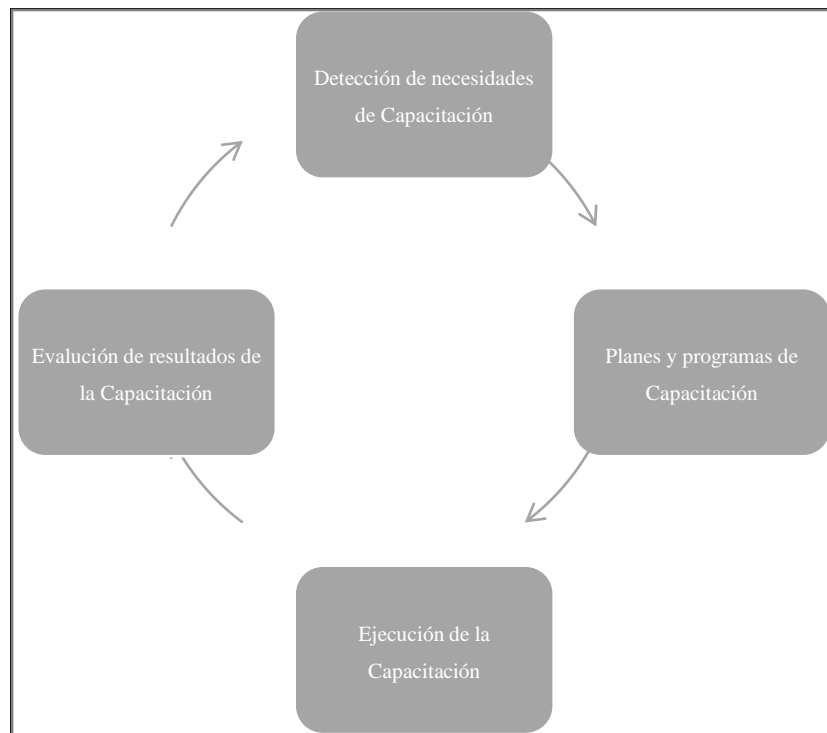 Detección de necesidades
de Capacitación
Planes y programas de
Capacitación
Ejecución de la
Capacitación
Evalución de resultados de
la Capacitación